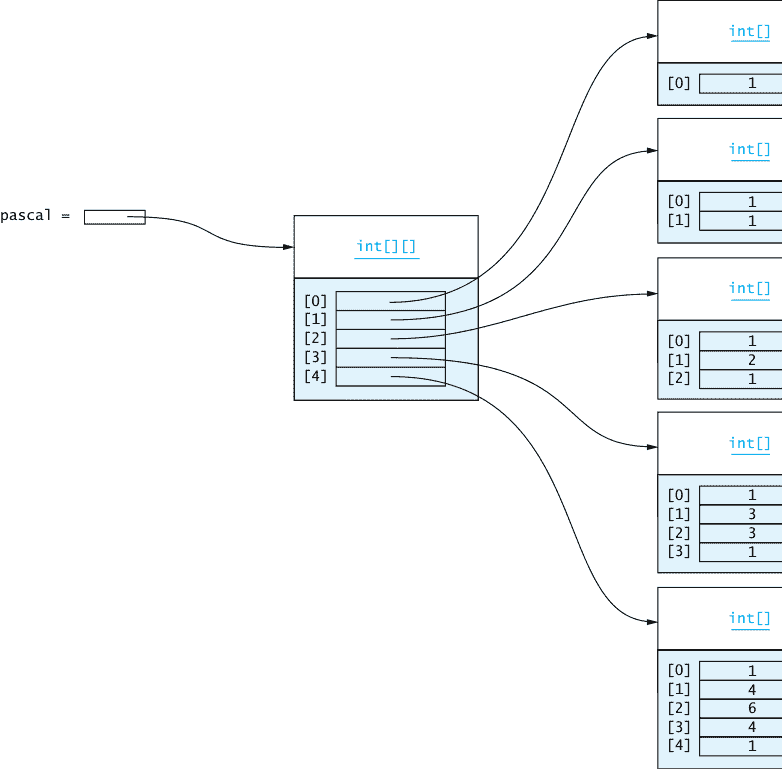 int[]
[0] 1
int[]
[0] 1
[1] 1
pascal =
int[][]
[0]
[1]
[2]
[3]
[4]
int[]
[0] 1
[1] 2
[2] 1
int[]
[0] 1
[1] 3
[2] 3
[3] 1
int[]
[0] 1
[1] 4
[2] 6
[3] 4
[4] 1